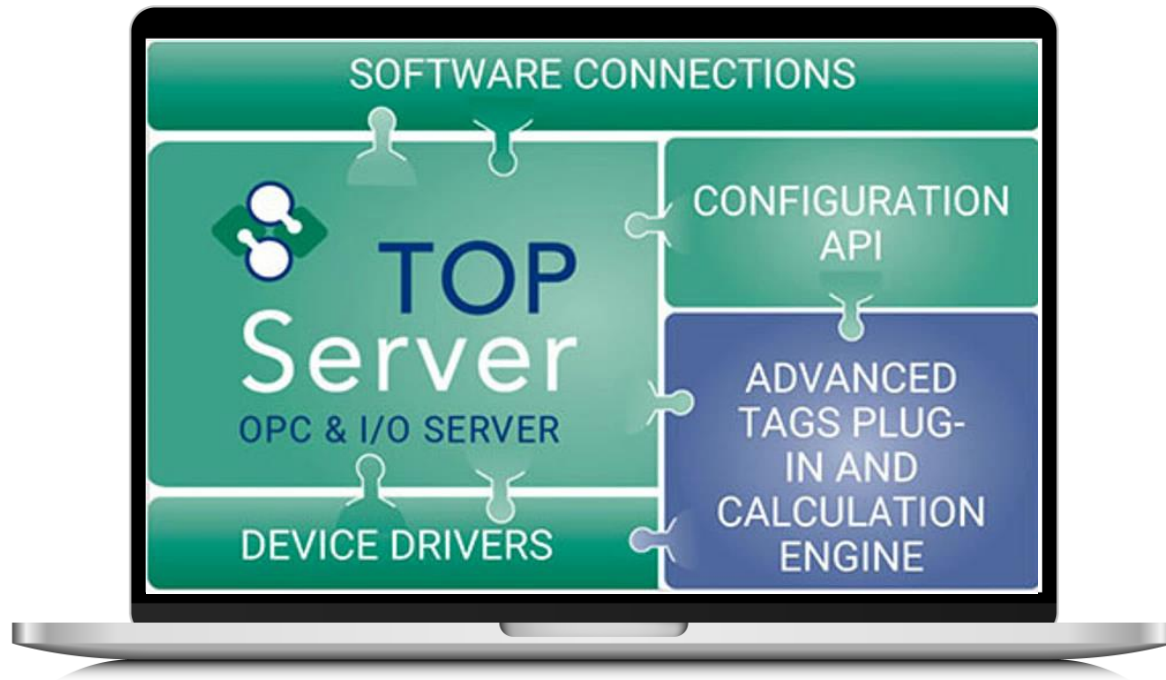 SOFTWARE CONNECTIONS
TOP
Server
OPC & I/O SERVER
CONFIGURATION
API
ADVANCED
TAGS PLUG-
IN AND
CALCULATION
ENGINE
DEVICE DRIVERS